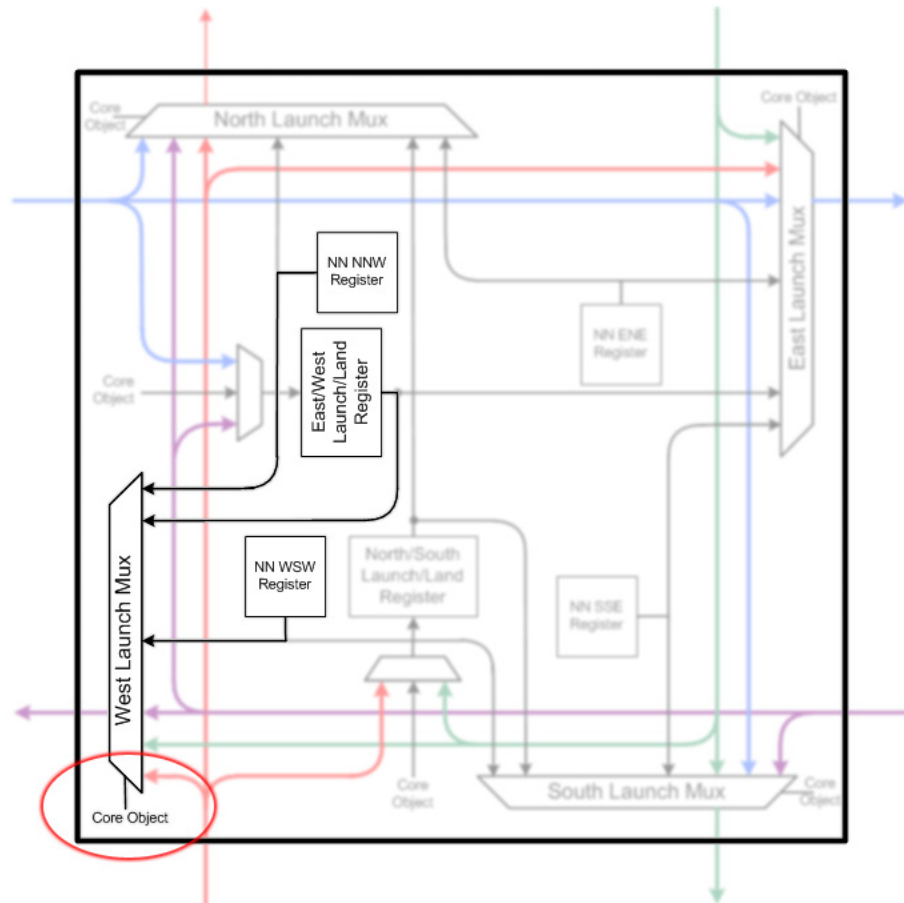 Core
Object
North Launch Mux
Core Object
NN NNW
Register
East/West
Launch/Land
Register
NN ENE
Register
East Launch Mux
Core
Object
West Launch Mux
NN WSW
Register
North/South
Launch/Land
Register
NN SSE
Register
Core
Object
South Launch Mux
Core
Object
Core Object